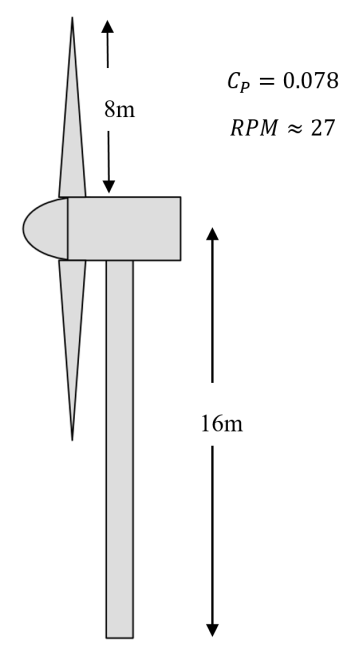 C_P = 0.078
8m
RPM ≈ 27
16m